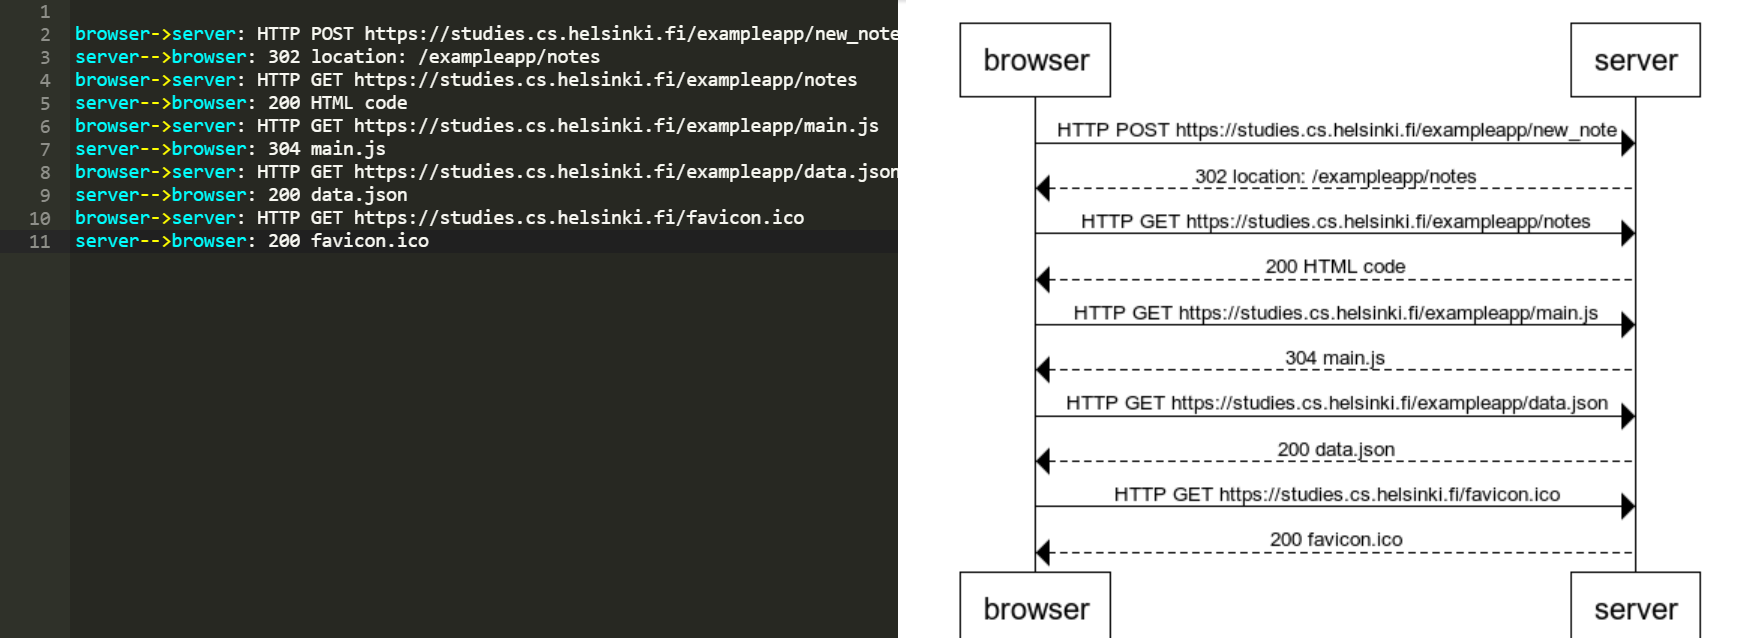 1
2 browser->server: HTTP POST https://studies.cs.helsinki.fi/exampleapp/new_note
3 server-->browser: 302 location: /exampleapp/notes
4 browser->server: HTTP GET https://studies.cs.helsinki.fi/exampleapp/notes
5 server-->browser: 200 HTML code
6 browser->server: HTTP GET https://studies.cs.helsinki.fi/exampleapp/main.js
7 server-->browser: 304 main.js
8 browser->server: HTTP GET https://studies.cs.helsinki.fi/exampleapp/data.json
9 server-->browser: 200 data.json
10 browser->server: HTTP GET https://studies.cs.helsinki.fi/favicon.ico
11 server-->browser: 200 favicon.ico
browser server
HTTP POST https://studies.cs.helsinki.fi/exampleapp/new_note
302 location: /exampleapp/notes
HTTP GET https://studies.cs.helsinki.fi/exampleapp/notes
200 HTML code
HTTP GET https://studies.cs.helsinki.fi/exampleapp/main.js
304 main.js
HTTP GET https://studies.cs.helsinki.fi/exampleapp/data.json
200 data.json
HTTP GET https://studies.cs.helsinki.fi/favicon.ico
200 favicon.ico
browser server